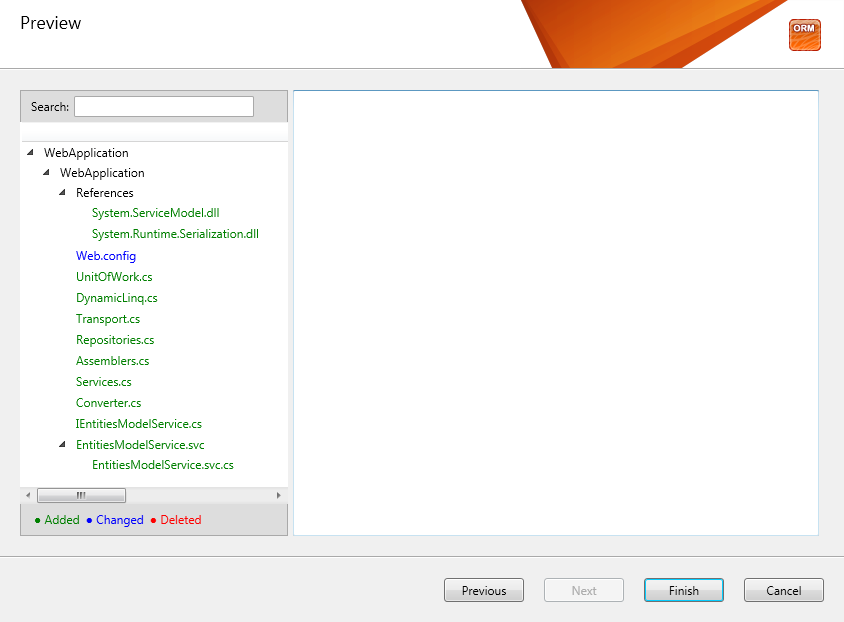 Preview
ORM
Search:
WebApplication
WebApplication
References
System.ServiceModel.dll
System.Runtime.Serialization.dll
Web.config
UnitOfWork.cs
DynamicLinq.cs
Transport.cs
Repositories.cs
Assemblers.cs
Services.cs
Converter.cs
IEntitiesModelService.cs
EntitiesModelService.svc
EntitiesModelService.svc.cs
● Added ● Changed ● Deleted
Previous Next Finish Cancel